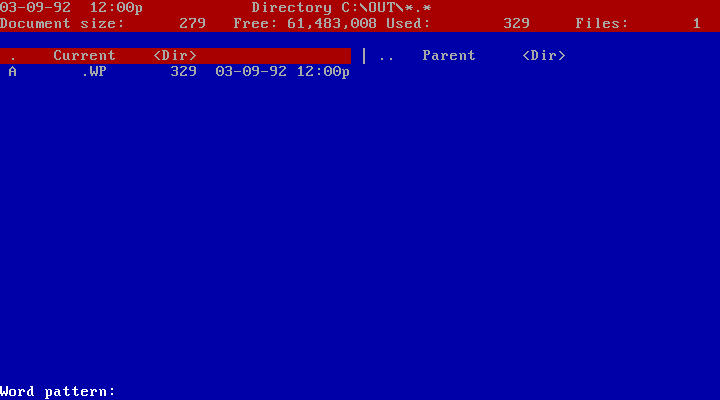 03-09-92  12:00p            Directory C:\OUT\*.*
Document size:      279   Free: 61,483,008 Used:        329     Files:       1
.    Current    <Dir>                 | ..   Parent     <Dir>
A       .WP       329  03-09-92 12:00p
Word pattern: